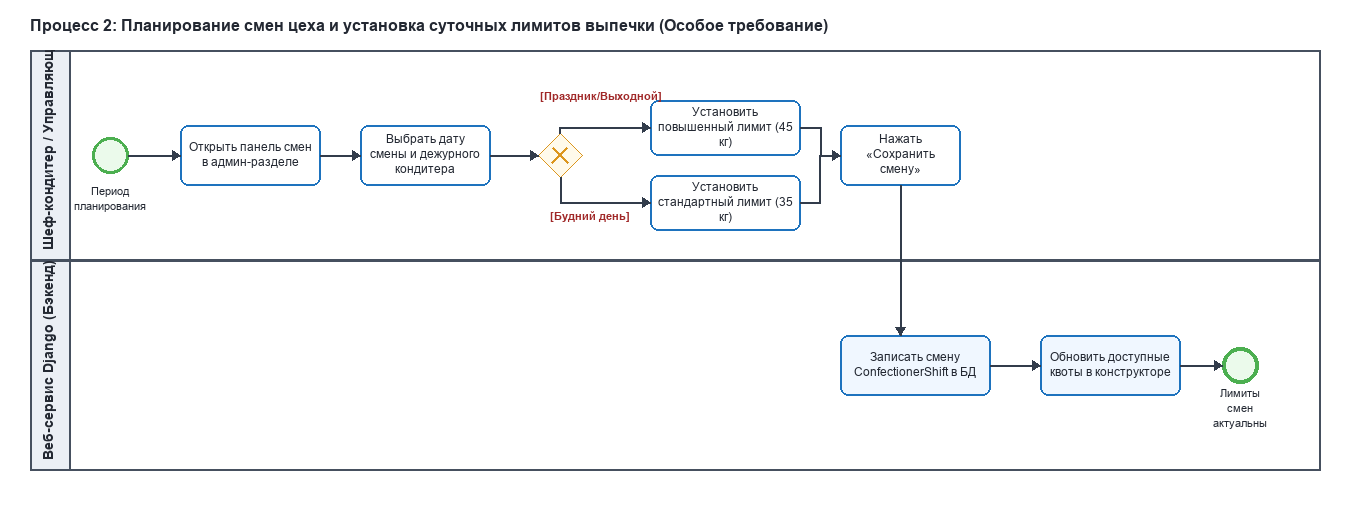 Процесс 2: Планирование смен цеха и установка суточных лимитов выпечки (Особое требование)
Шеф-кондитер / Управляющ
Период
планирования
Открыть панель смен
в админ-разделе
Выбрать дату
смены и дежурного
кондитера
[Праздник/Выходной]
[Будний день]
Установить
повышенный лимит (45
кг)
Установить
стандартный лимит (35
кг)
Нажать
«Сохранить
смену»
Веб-сервис Django (Бэкенд)
Записать смену
ConfectionerShift в БД
Обновить доступные
квоты в конструкторе
Лимиты
смен
актуальны